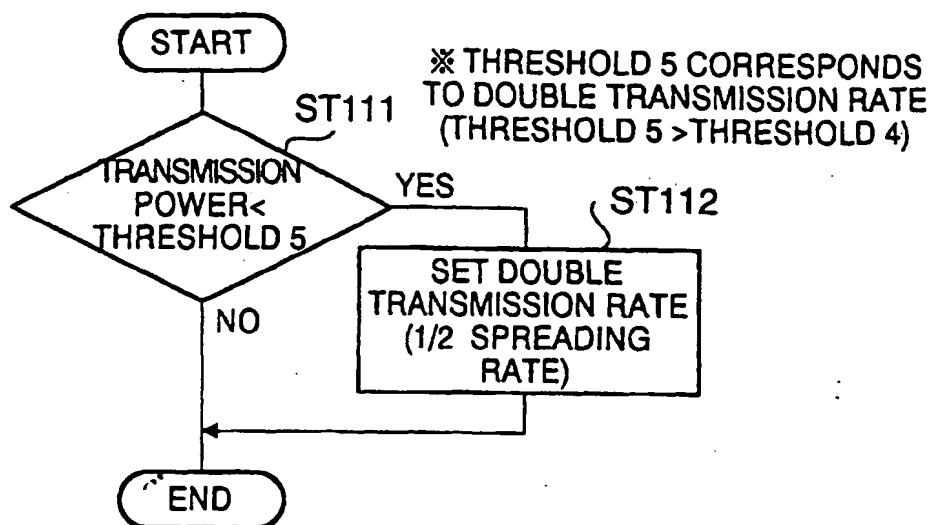 START
※ THRESHOLD 5 CORRESPONDS
TO DOUBLE TRANSMISSION RATE
(THRESHOLD 5 >THRESHOLD 4)
ST111
TRANSMISSION
POWER<
THRESHOLD 5
YES
ST112
SET DOUBLE
TRANSMISSION RATE
(1/2 SPREADING
RATE)
NO
END